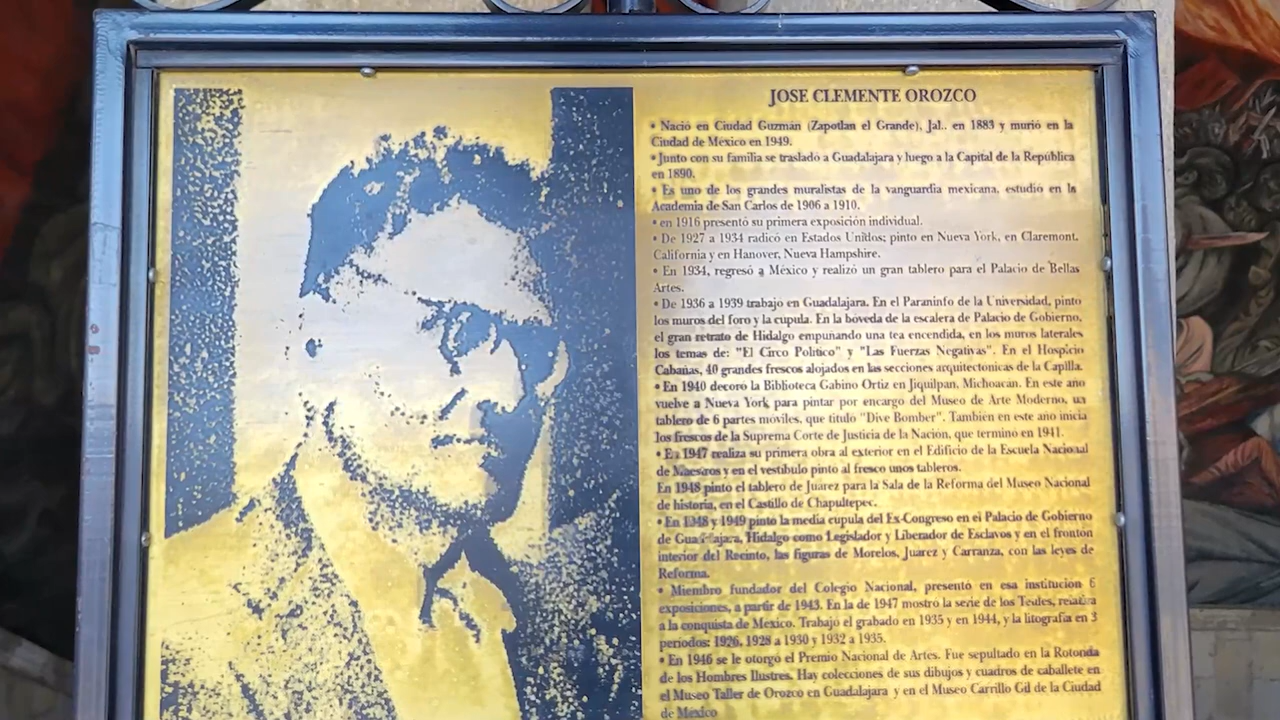 JOSE CLEMENTE OROZCO
• Nació en Ciudad Guzmán (Zapotlan el Grande), Jal.. en 1883 y murió en la
Ciudad de México en 1949.
• Junto con su familia se traslado a Guadalajara y luego a la Capital de la República
en 1890.
• Es uno de los grandes muralistas de la vanguardia mexicana, estudió en la
Academia de San Carlos de 1906 a 1910.
• en 1916 presentó su primera exposición individual.
• De 1927 a 1934 radicó en Estados Unidos; pinto en Nueva York, en Claremont,
California y en Hanover, Nueva Hampshire.
• En 1934, regresó a México y realizó un gran tablero para el Palacio de Bellas
Artes.
• De 1936 a 1939 trabajó en Guadalajara. En el Paraninfo de la Universidad, pinto
los muros del foro y la cupula. En la bóveda de la escalera de Palacio de Gobierno,
el gran retrato de Hidalgo empuñando una tea encendida, en los muros laterales
los temas de: "El Circo Político" y "Las Fuerzas Negativas". En el Hospicio
Cabañas, 40 grandes frescos alojados en las secciones arquitectonicas de la Capilla.
• En 1940 decoró la Biblioteca Gabino Ortiz en Jiquilpan, Michoacán. En este año
vuelve a Nueva York para pintar por encargo del Museo de Arte Moderno, un
tablero de 6 partes móviles, que título "Dive Bomber". Tambien en este año inicia
los frescos de la Suprema Corte de Justicia de la Nación, que termino en 1941.
• En 1947 realiza su primera obra al exterior en el Edificio de la Escuela Nacional
de Maestros y en el vestíbulo pinto al fresco unos tableros.
En 1948 pinto el tablero de Juarez para la Sala de la Reforma del Museo Nacional
de historia, en el Castillo de Chapultepec.
• En 1948 y 1949 pintó la media cupula del Ex-Congreso en el Palacio de Gobierno
de Guadalajara, Hidalgo como Legislador y Liberador de Esclavos y en el frontón
interior del Recinto, las figuras de Morelos, Juarez y Carranza, con las leyes de
Reforma.
• Miembro fundador del Colegio Nacional, presentó en esa institución 6
exposiciones, a partir de 1943. En la de 1947 mostro la serie de los Teules, relativa
a la conquista de Mexico. Trabajó el grabado en 1935 y en 1944, y la litografía en 3
períodos: 1926, 1928 a 1930 y 1932 a 1935.
• En 1946 se le otorgó el Premio Nacional de Artes. Fue sepultado en la Rotonda
de los Hombres Ilustres. Hay colecciones de sus dibujos y cuadros de caballete en
el Museo Taller de Orozco en Guadalajara y en el Museo Carrillo Gil de la Ciudad
de México